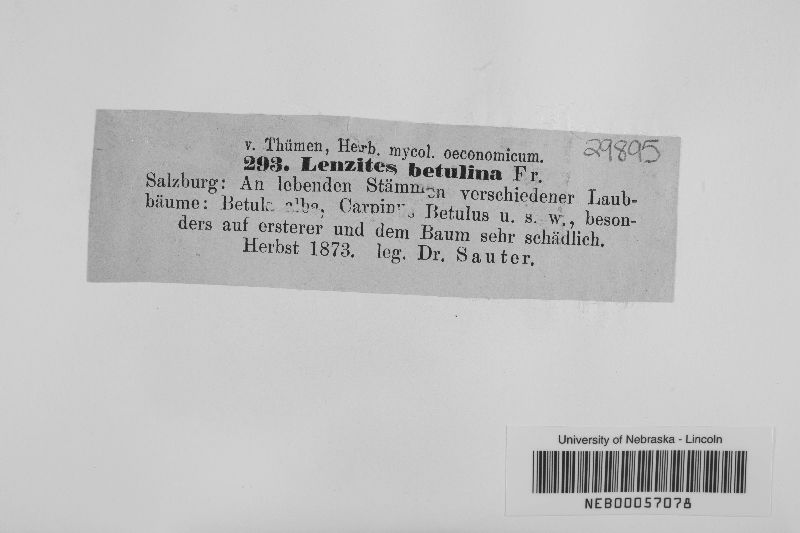 v. Thümen, Herb. mycol. oeconomicum. 29895
293. Lenzites betulina Fr.
Salzburg: An lebenden Stämmen verschiedener Laub-
bäume: Betula alba, Carpinus Betulus u. s. w., beson-
ders auf ersterer und dem Baum sehr schädlich.
Herbst 1873. leg. Dr. Sauter.
University of Nebraska - Lincoln
NEB00057078